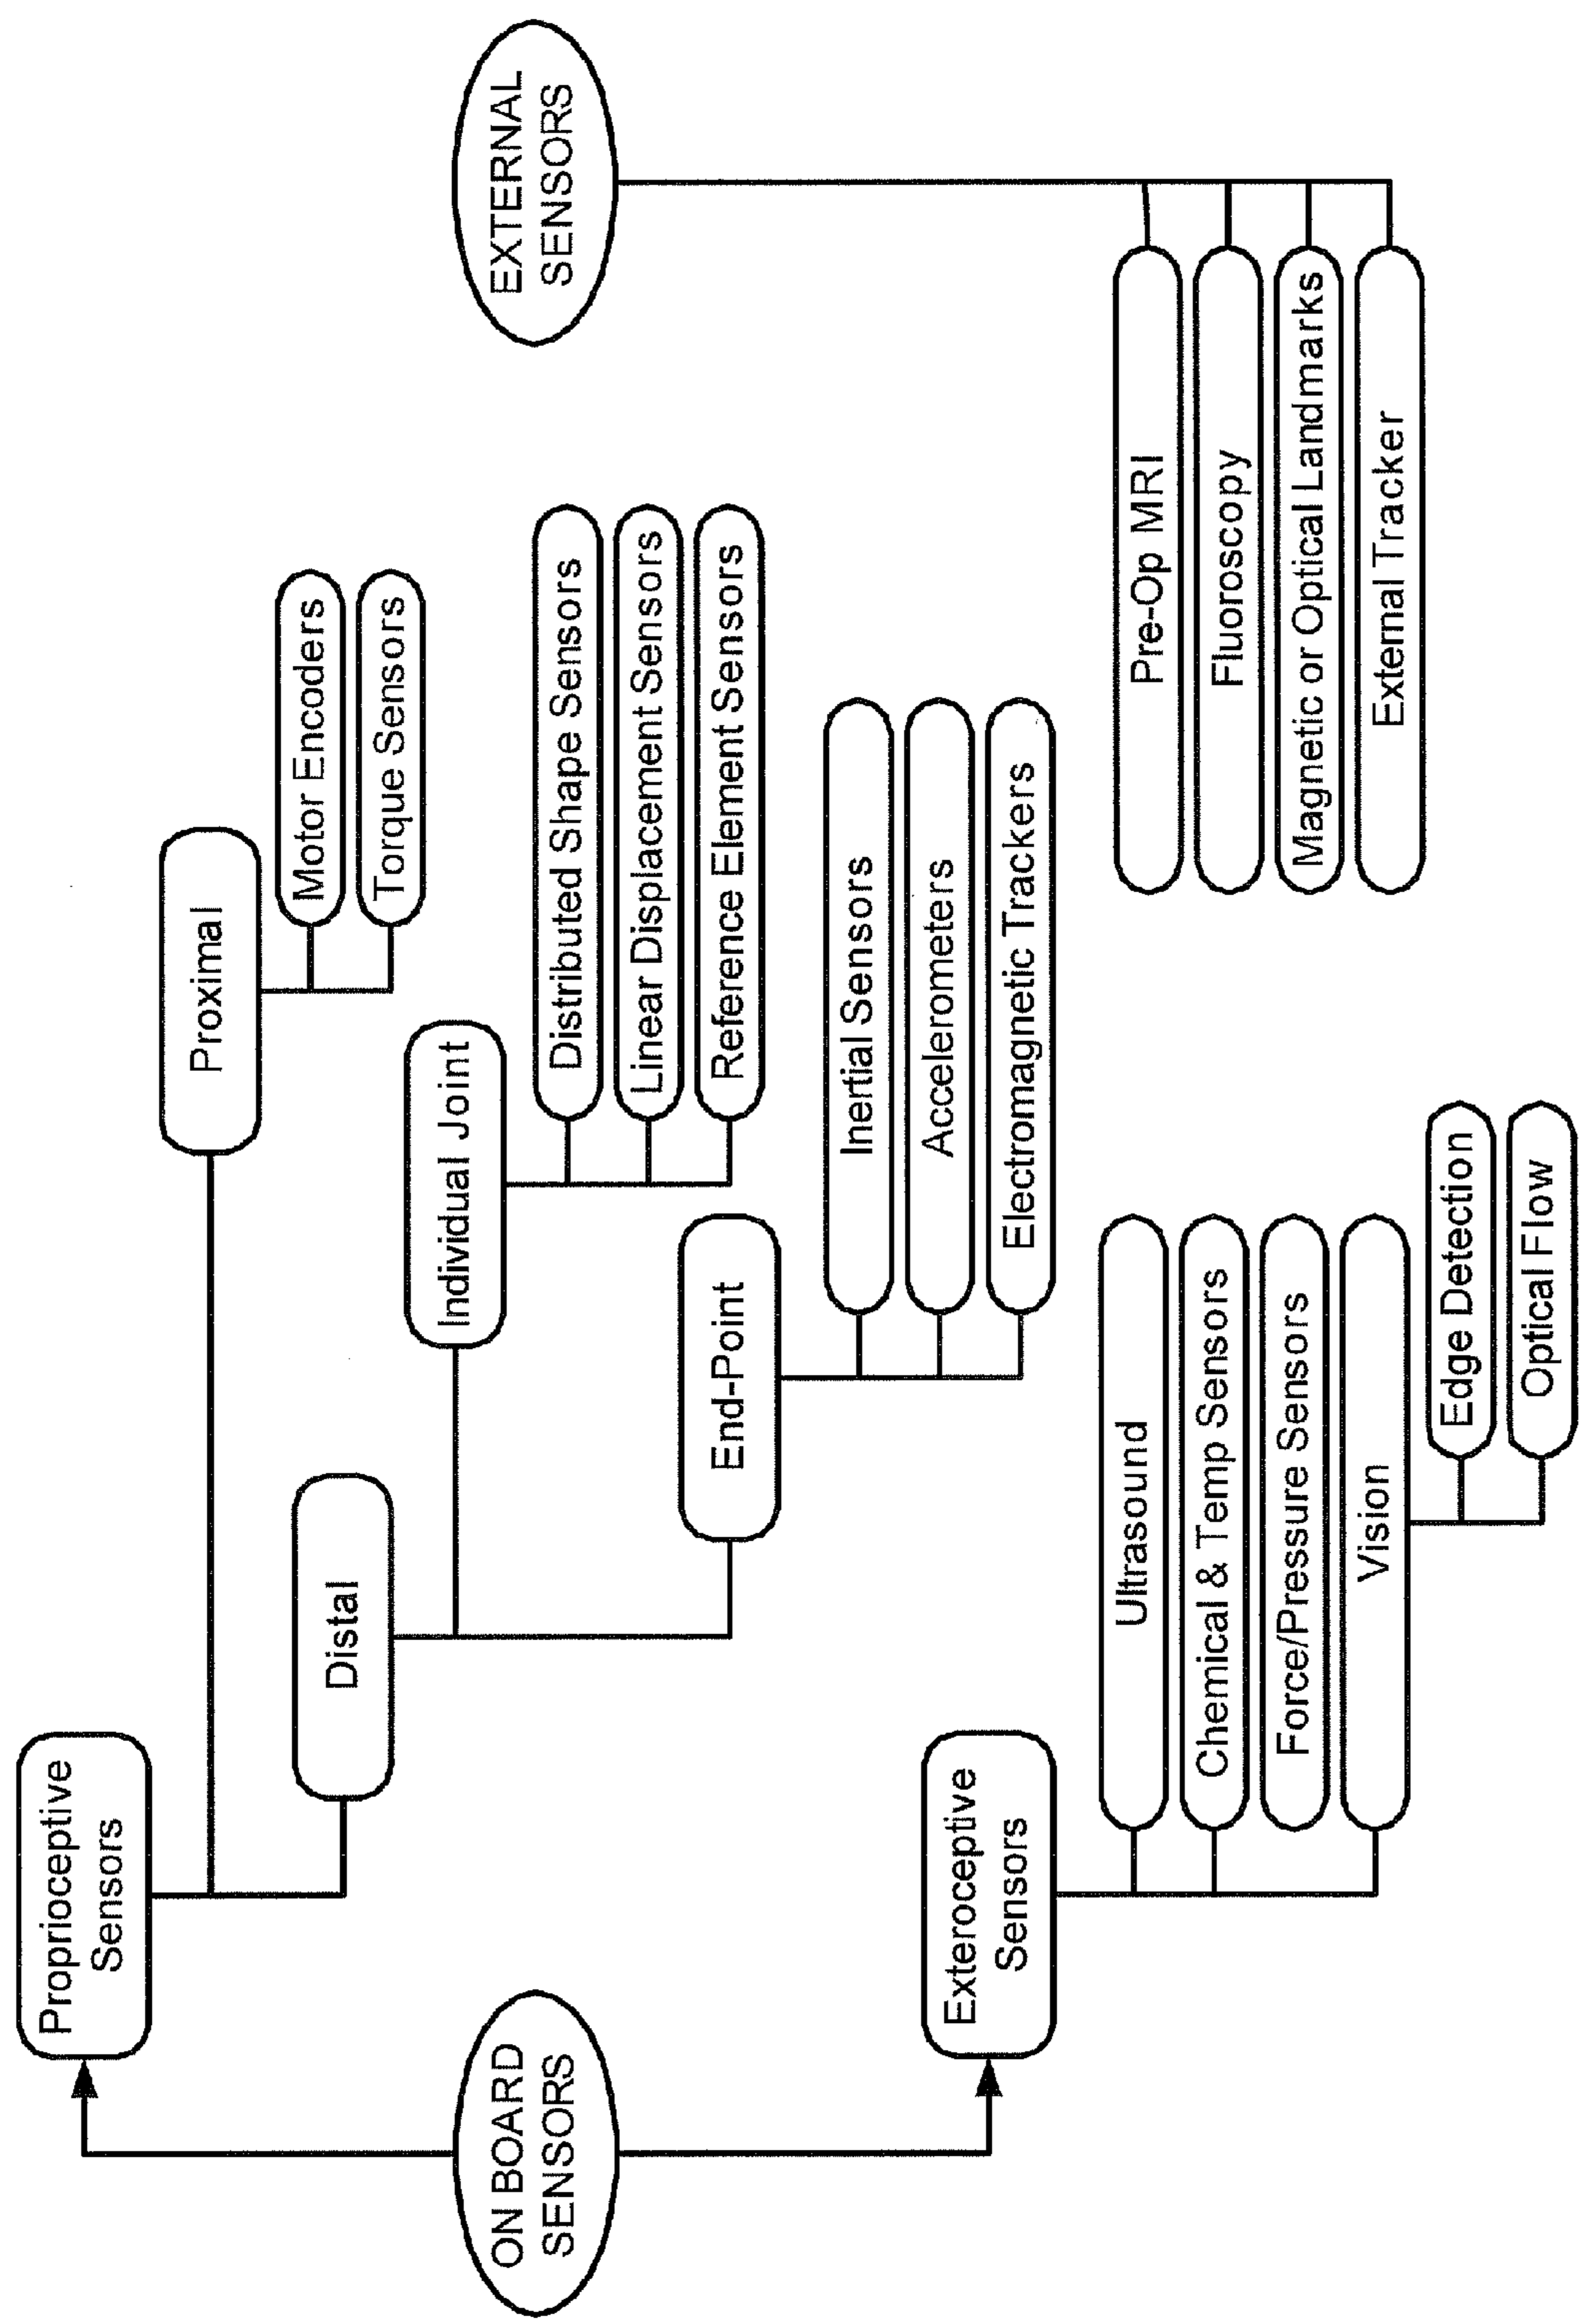 ON BOARD
SENSORS
Proprioceptive
Sensors
Proximal
Motor Encoders
Torque Sensors
Distal
Individual Joint
Distributed Shape Sensors
Linear Displacement Sensors
Reference Element Sensors
End-Point
Inertial Sensors
Accelerometers
Electromagnetic Trackers
Exteroceptive
Sensors
Ultrasound
Chemical & Temp Sensors
Force/Pressure Sensors
Vision
Edge Detection
Optical Flow
EXTERNAL
SENSORS
Pre-Op MRI
Fluoroscopy
Magnetic or Optical Landmarks
External Tracker